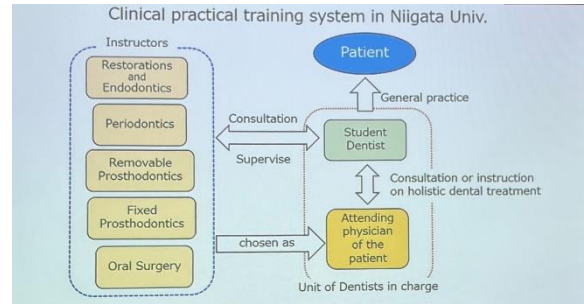 Clinical practical training system in Niigata Univ.
Instructors
Restorations
and
Endodontics
Periodontics
Removable
Prosthodontics
Fixed
Prosthodontics
Oral Surgery
Consultation
Supervise
chosen as
Patient
General practice
Student
Dentist
Consultation or instruction
on holistic dental treatment
Attending
physician
of the
patient
Unit of Dentists in charge